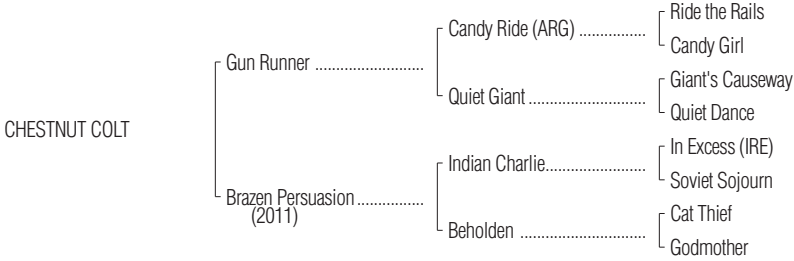 Ride the Rails
Candy Ride (ARG) ................
Candy Girl
Gun Runner ..........................
Giant's Causeway
Quiet Giant ............................
Quiet Dance
CHESTNUT COLT
In Excess (IRE)
Indian Charlie........................
Soviet Sojourn
Brazen Persuasion ................
(2011)
Cat Thief
Beholden ..............................
Godmother